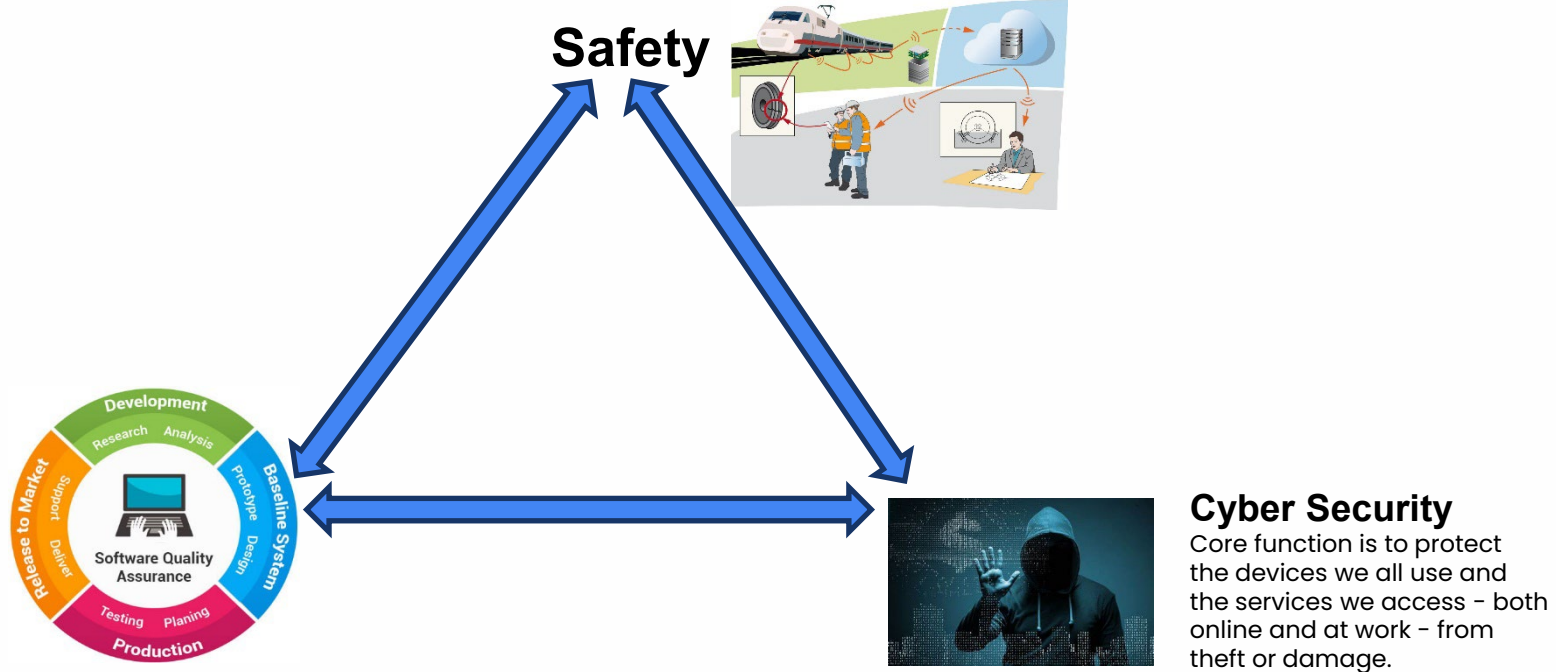 Safety
Development
Research Analysis
Baseline System
Prototype Design
Software Quality
Assurance
Release to Market
Support Deliver
Testing Planing
Production
Cyber Security
Core function is to protect
the devices we all use and
the services we access - both
online and at work - from
theft or damage.